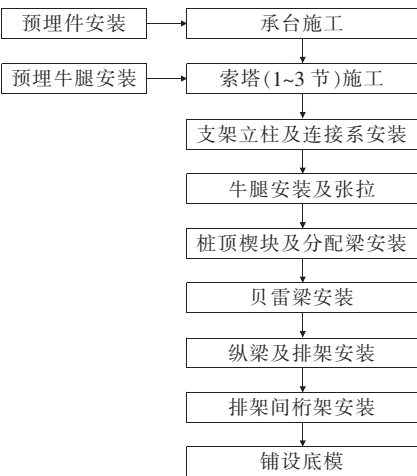 预埋件安装
承台施工
预埋牛腿安装
索塔(1~3 节)施工
支架立柱及连接系安装
牛腿安装及张拉
桩顶楔块及分配梁安装
贝雷梁安装
纵梁及排架安装
排架间桁架安装
铺设底模